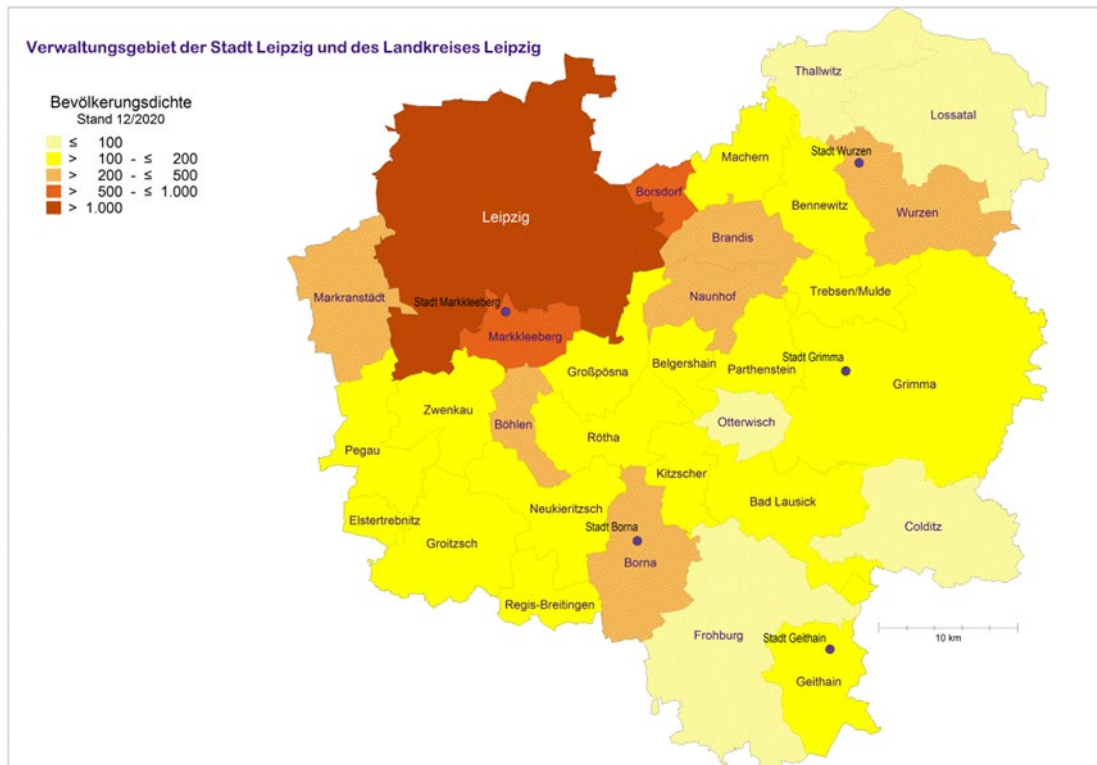 Verwaltungsgebiet der Stadt Leipzig und des Landkreises Leipzig
Bevölkerungsdichte
Stand 12/2020
≤ 100
> 100 - ≤ 200
> 200 - ≤ 500
> 500 - ≤ 1.000
> 1.000
Thallwitz
Lossatal
Stadt Wurzen
Machern
Borsdorf
Bennewitz
Wurzen
Leipzig
Brandis
Markranstädt
Stadt Markkleeberg
Naunhof
Trebsen/Mulde
Markkleeberg
Großpösna
Belgershain
Parthenstein
Stadt Grimma
Grimma
Zwenkau
Böhlen
Otterwisch
Rötha
Pegau
Kitzscher
Bad Lausick
Neukieritzsch
Elstertrebnitz
Stadt Borna
Colditz
Groitzsch
Borna
Regis-Breitingen
Frohburg
Stadt Geithain
10 km
Geithain